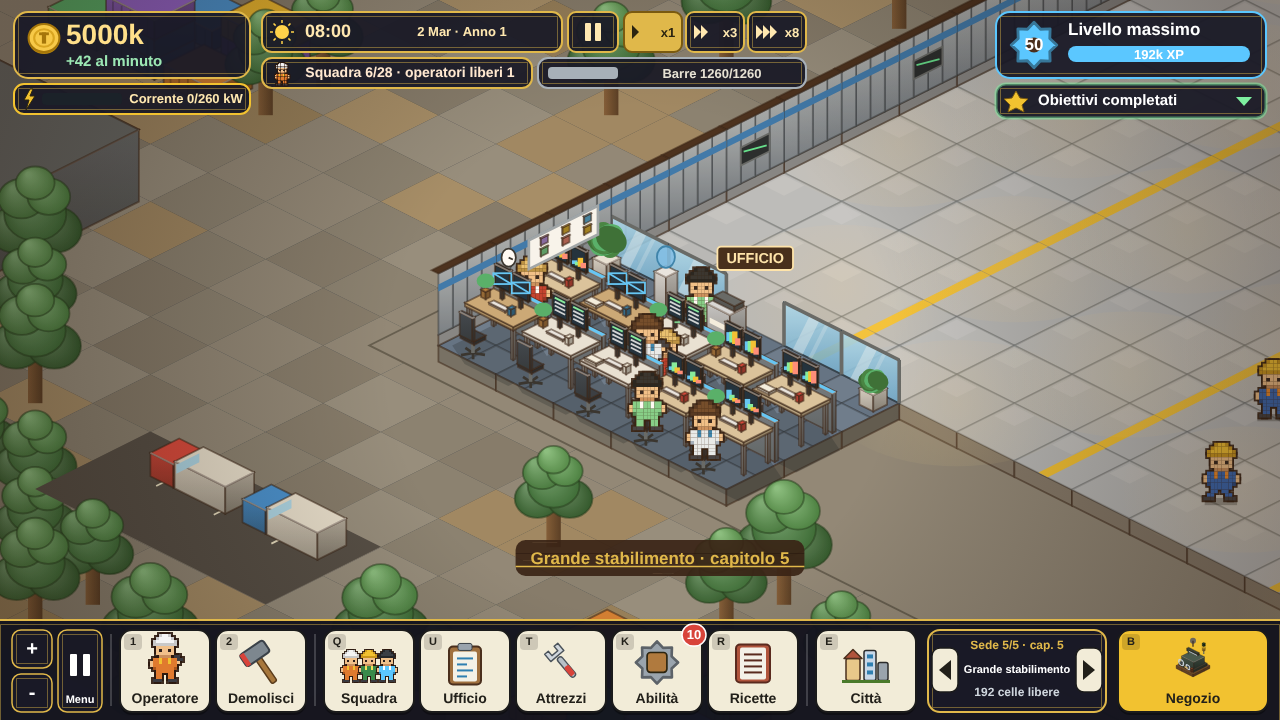 5000k
+42 al minuto
Corrente 0/260 kW
08:00
2 Mar · Anno 1
x1
x3
x8
Squadra 6/28 · operatori liberi 1
Barre 1260/1260
50
Livello massimo
192k XP
Obiettivi completati
UFFICIO
Grande stabilimento · capitolo 5
+
-
Menu
1
Operatore
2
Demolisci
Q
Squadra
U
Ufficio
T
Attrezzi
K
10
Abilità
R
Ricette
E
Città
Sede 5/5 · cap. 5
Grande stabilimento
192 celle libere
B
Negozio